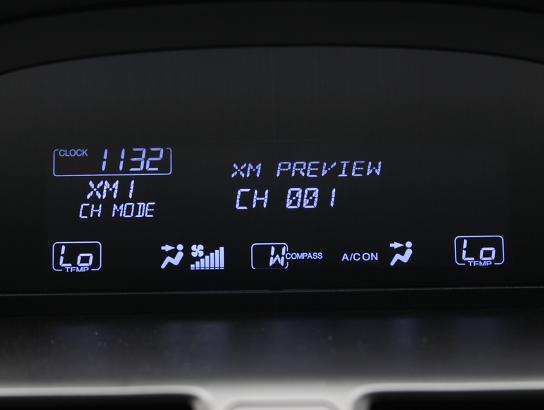 CLOCK 1132
XM PREVIEW
XM1
CH 001
CH MODE
Lo TEMP
W COMPASS
A/C ON
Lo TEMP